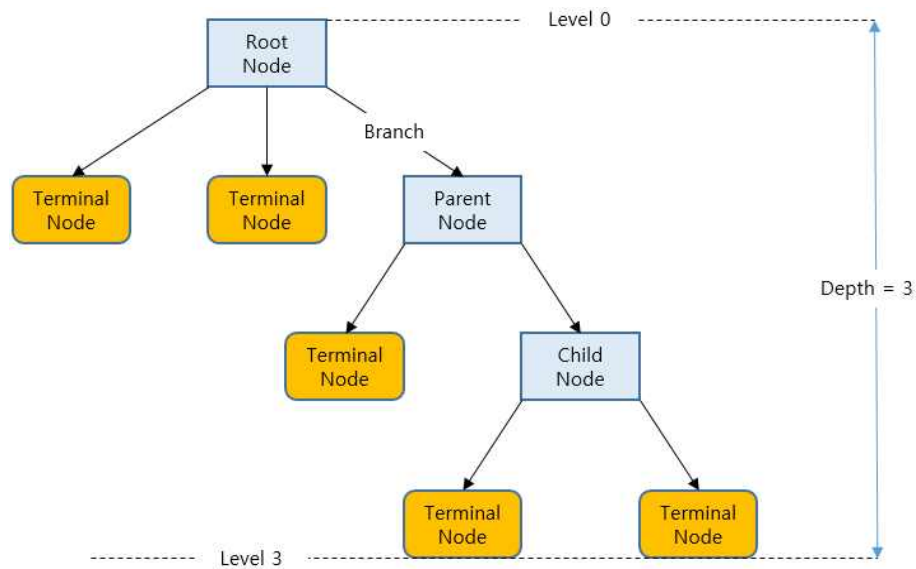 Level 0
Root
Node
Branch
Terminal
Node
Terminal
Node
Parent
Node
Depth = 3
Terminal
Node
Child
Node
Terminal
Node
Terminal
Node
Level 3